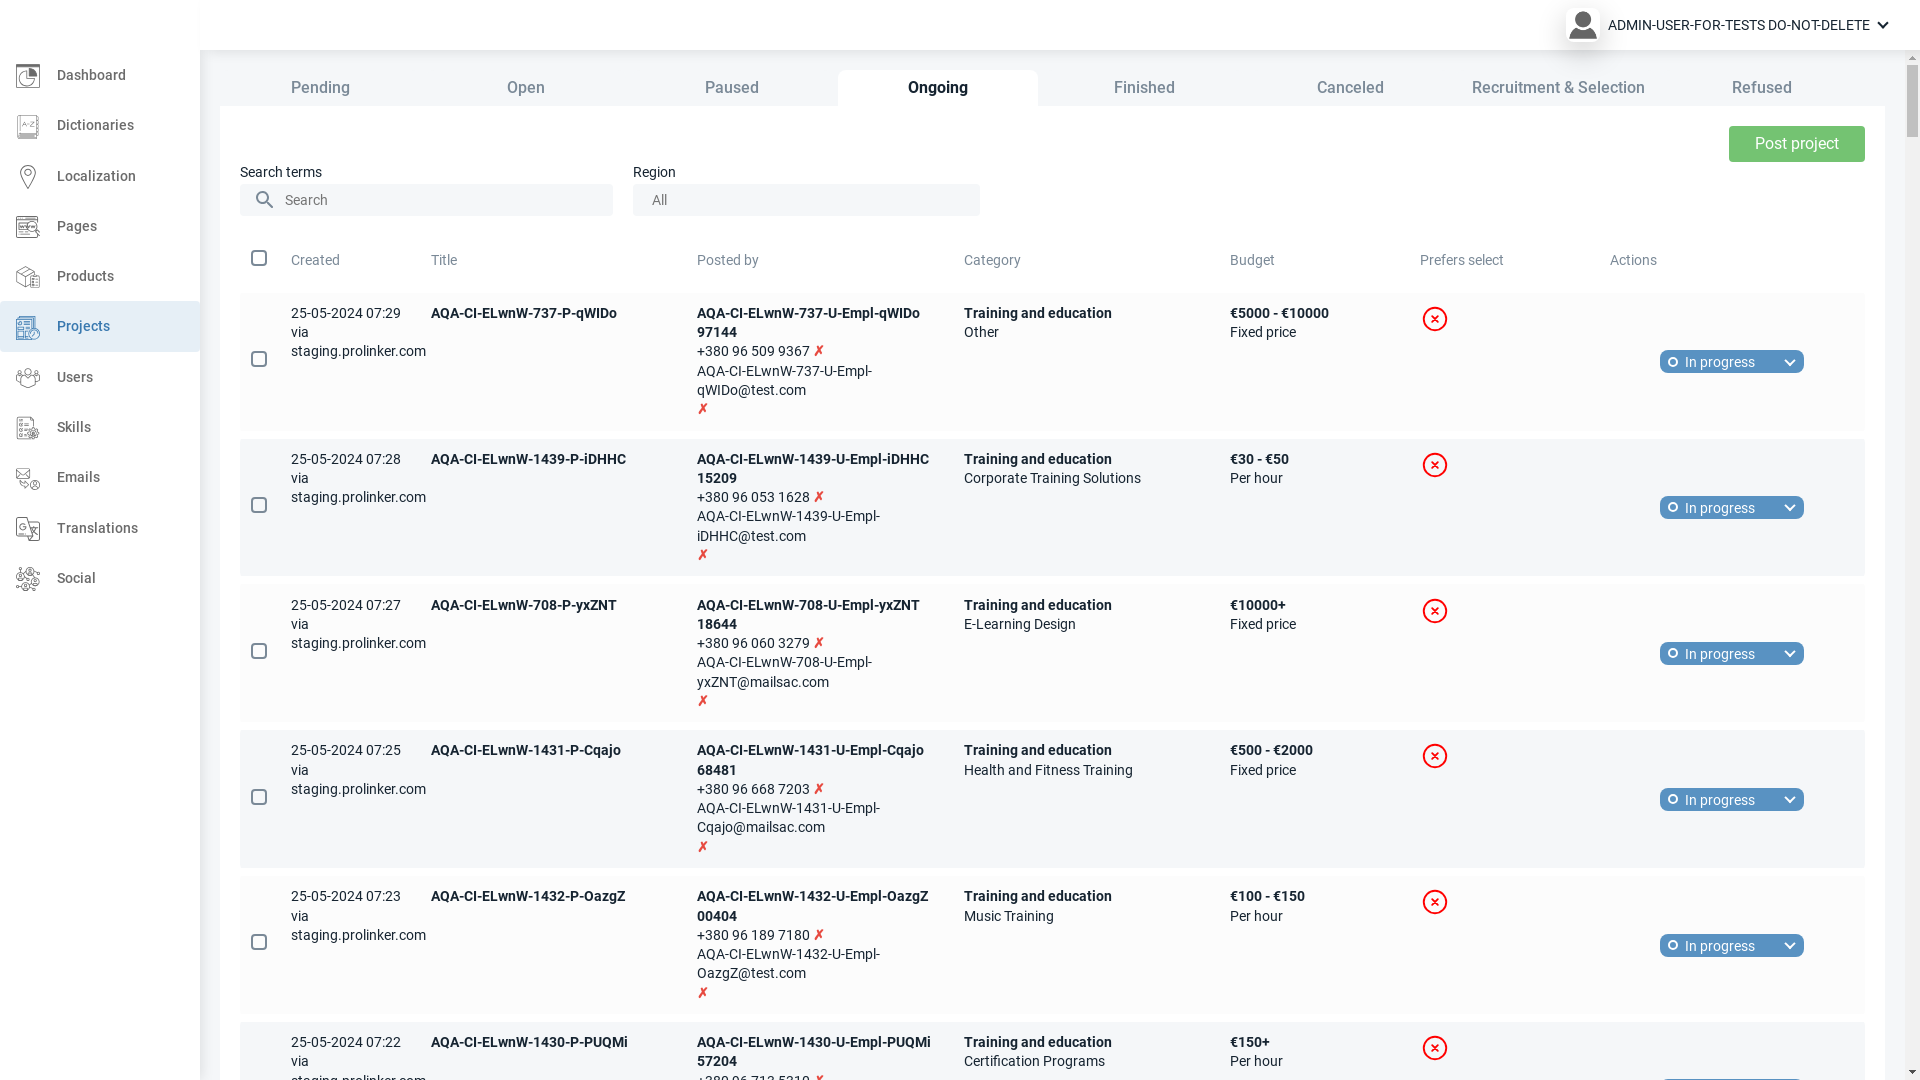 ADMIN-USER-FOR-TESTS DO-NOT-DELETE
Dashboard
Dictionaries
Localization
Pages
Products
Projects
Users
Skills
Emails
Translations
Social
Pending
Open
Paused
Ongoing
Finished
Canceled
Recruitment & Selection
Refused
Post project
Search terms
Search
Region
All
Created
Title
Posted by
Category
Budget
Prefers select
Actions
25-05-2024 07:29
via
staging.prolinker.com
AQA-CI-ELwnW-737-P-qWIDo
AQA-CI-ELwnW-737-U-Empl-qWIDo
97144
+380 96 509 9367 ✗
AQA-CI-ELwnW-737-U-Empl-
qWIDo@test.com
✗
Training and education
Other
€5000 - €10000
Fixed price
In progress
25-05-2024 07:28
via
staging.prolinker.com
AQA-CI-ELwnW-1439-P-iDHHC
AQA-CI-ELwnW-1439-U-Empl-iDHHC
15209
+380 96 053 1628 ✗
AQA-CI-ELwnW-1439-U-Empl-
iDHHC@test.com
✗
Training and education
Corporate Training Solutions
€30 - €50
Per hour
In progress
25-05-2024 07:27
via
staging.prolinker.com
AQA-CI-ELwnW-708-P-yxZNT
AQA-CI-ELwnW-708-U-Empl-yxZNT
18644
+380 96 060 3279 ✗
AQA-CI-ELwnW-708-U-Empl-
yxZNT@mailsac.com
✗
Training and education
E-Learning Design
€10000+
Fixed price
In progress
25-05-2024 07:25
via
staging.prolinker.com
AQA-CI-ELwnW-1431-P-Cqajo
AQA-CI-ELwnW-1431-U-Empl-Cqajo
68481
+380 96 668 7203 ✗
AQA-CI-ELwnW-1431-U-Empl-
Cqajo@mailsac.com
✗
Training and education
Health and Fitness Training
€500 - €2000
Fixed price
In progress
25-05-2024 07:23
via
staging.prolinker.com
AQA-CI-ELwnW-1432-P-OazgZ
AQA-CI-ELwnW-1432-U-Empl-OazgZ
00404
+380 96 189 7180 ✗
AQA-CI-ELwnW-1432-U-Empl-
OazgZ@test.com
✗
Training and education
Music Training
€100 - €150
Per hour
In progress
25-05-2024 07:22
via
staging.prolinker.com
AQA-CI-ELwnW-1430-P-PUQMi
AQA-CI-ELwnW-1430-U-Empl-PUQMi
57204
+380 96 713 5319 ✗
Training and education
Certification Programs
€150+
Per hour